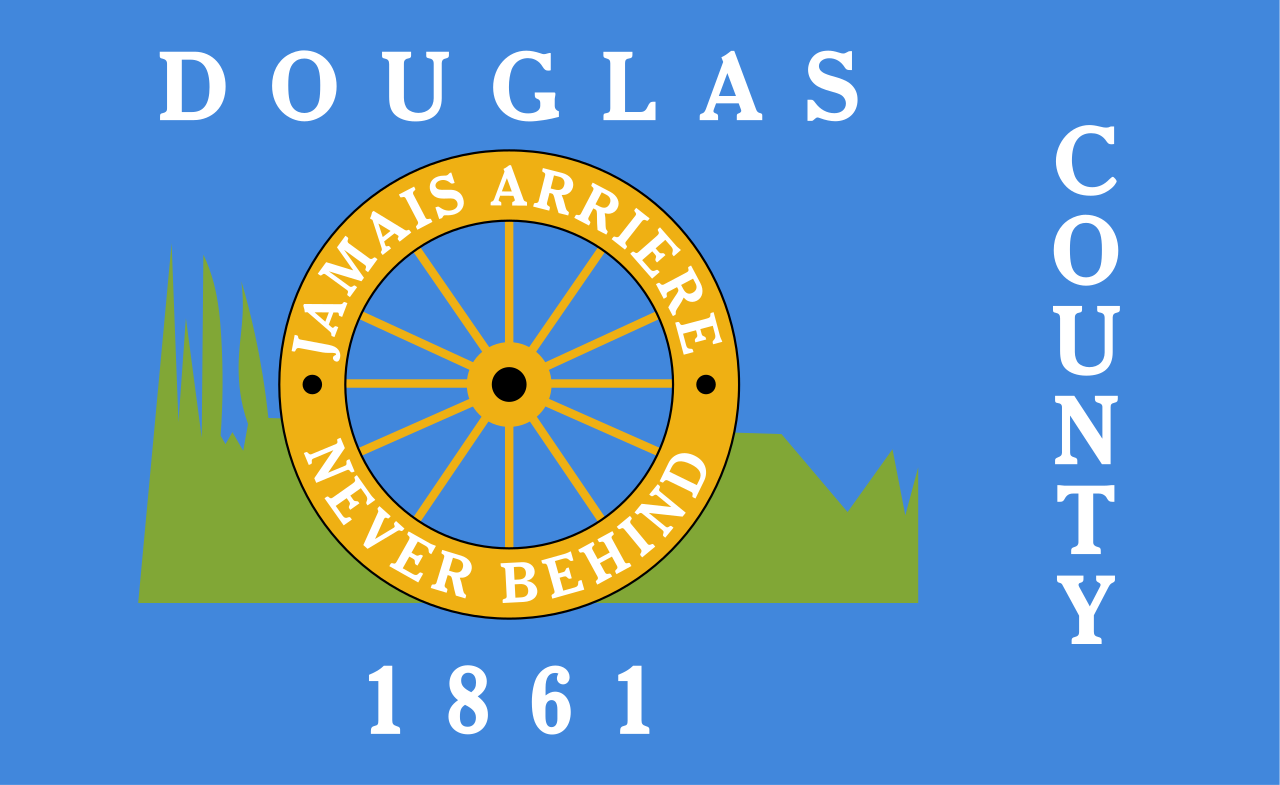 DOUGLAS
COUNTY
JAMAIS ARRIERE
NEVER BEHIND
1861